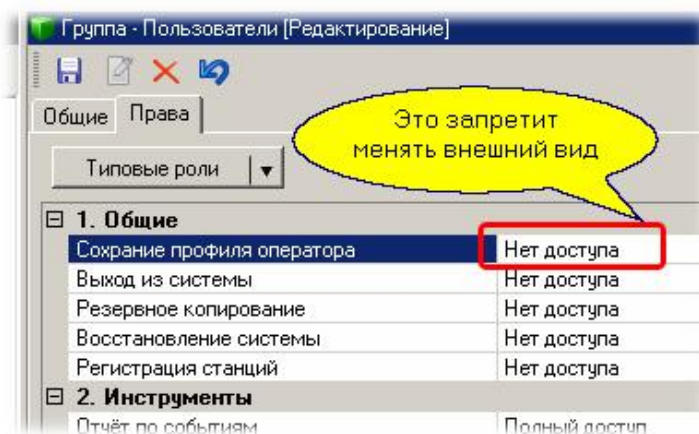 Группа - Пользователи [Редактирование]
Общие Права
Это запретит
менять внешний вид
Типовые роли
1. Общие
Сохрание профиля оператора Нет доступа
Выход из системы Нет доступа
Резервное копирование Нет доступа
Восстановление системы Нет доступа
Регистрация станций Нет доступа
2. Инструменты
Отчёт по событиям Полный доступ